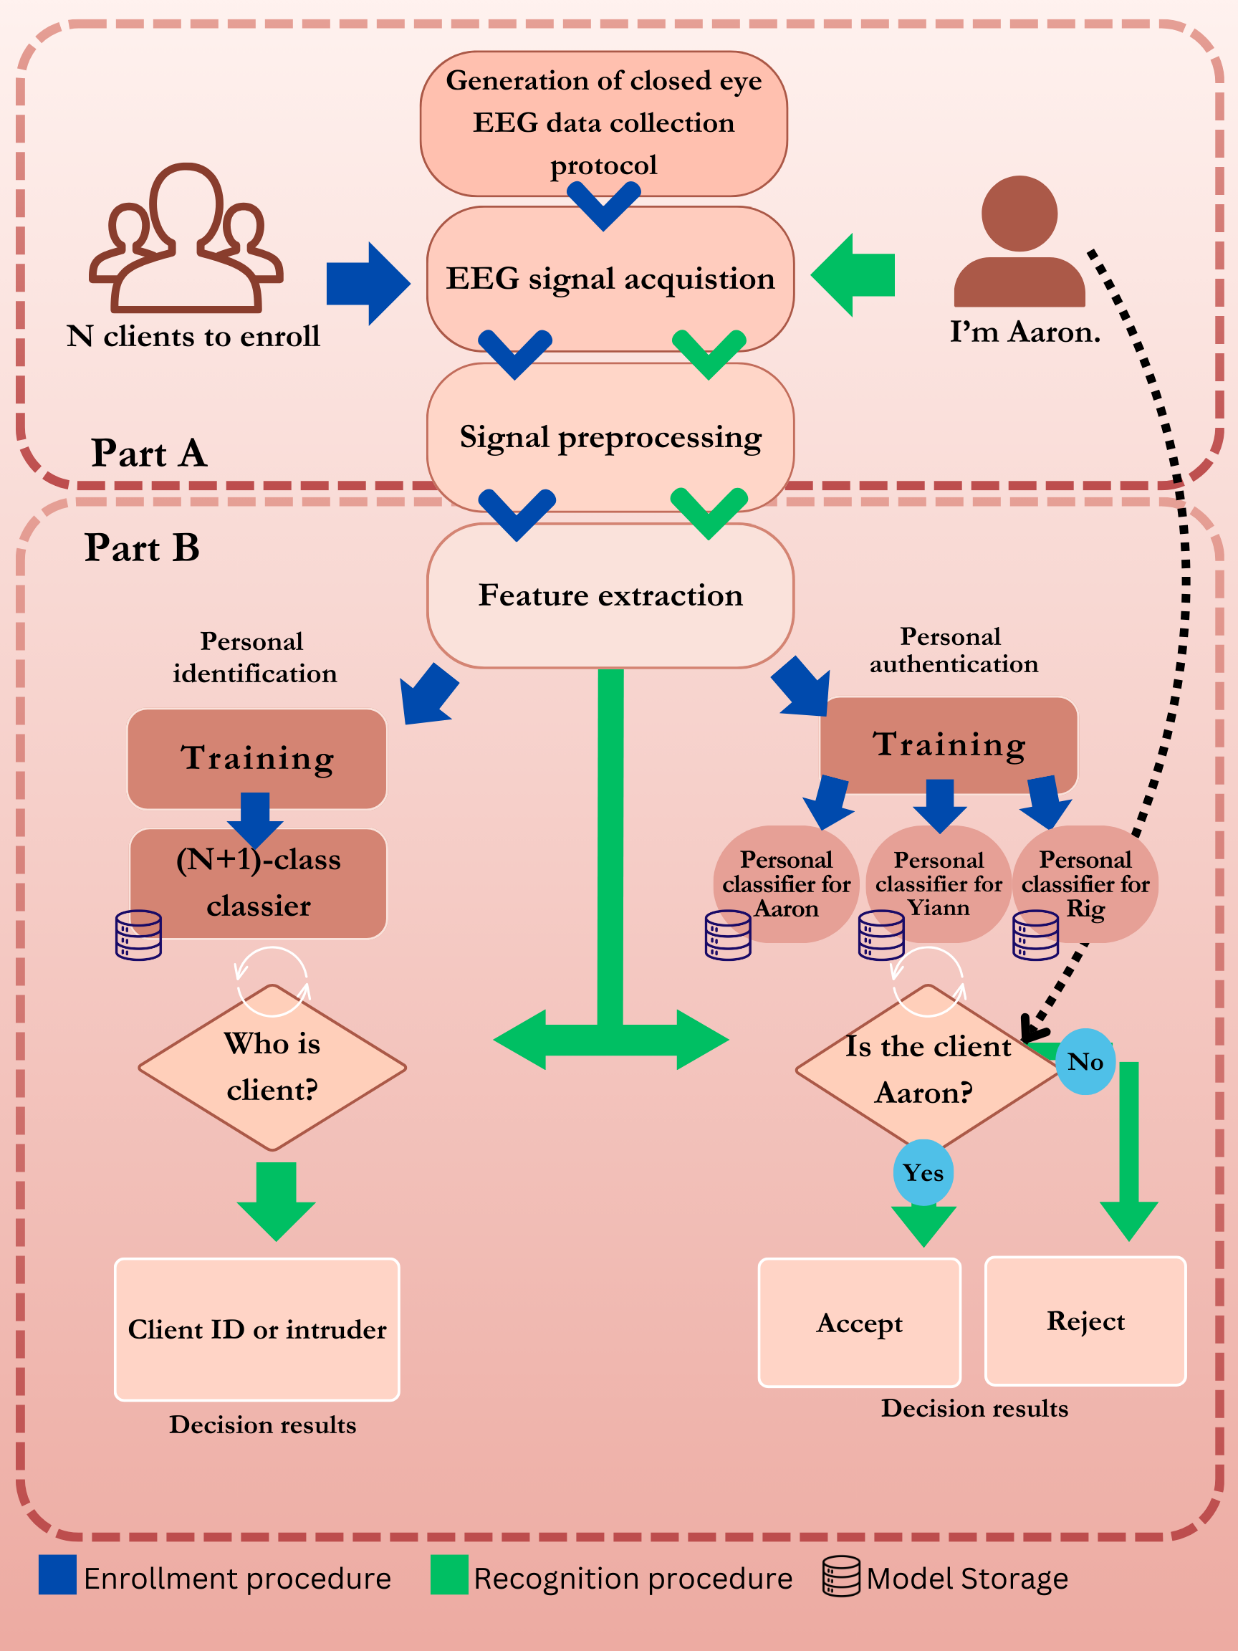 Generation of closed eye
EEG data collection
protocol
EEG signal acquistion
N clients to enroll
I'm Aaron.
Signal preprocessing
Part A
Part B
Feature extraction
Personal
identification
Personal
authentication
Training
Training
(N+1)-class
classier
Personal
classifier for
Aaron
Personal
classifier for
Yiann
Personal
classifier for
Rig
Who is
client?
Is the client
Aaron?
No
Yes
Client ID or intruder
Accept
Reject
Decision results
Decision results
Enrollment procedure
Recognition procedure
Model Storage